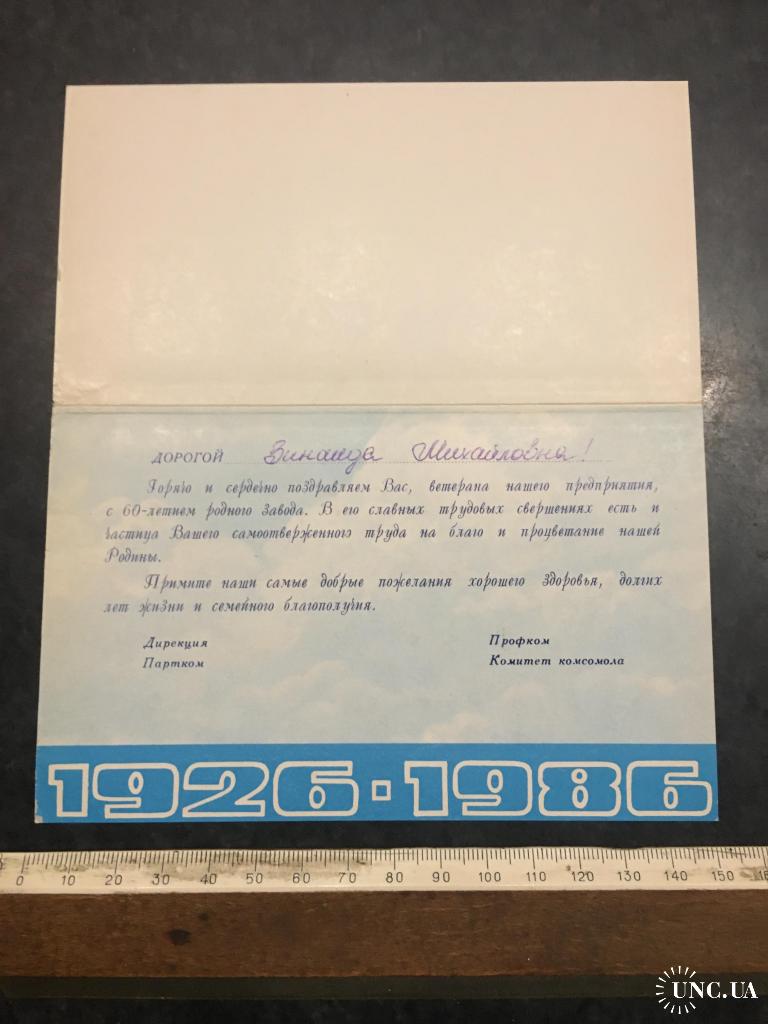 ДОРОГОЙ Зинаида Михайловна!
Горячо и сердечно поздравляем Вас, ветерана нашего предприятия,
с 60-летием родного завода. В его славных трудовых свершениях есть и
частица Вашего самоотверженного труда на благо и процветание нашей
Родины.
Примите наши самые добрые пожелания хорошего здоровья, долгих
лет жизни и семейного благополучия.
Дирекция Профком
Партком Комитет комсомола
1926·1986
0 10 20 30 40 50 60 70 80 90 100 110 120 130 140 150
UNC.UA